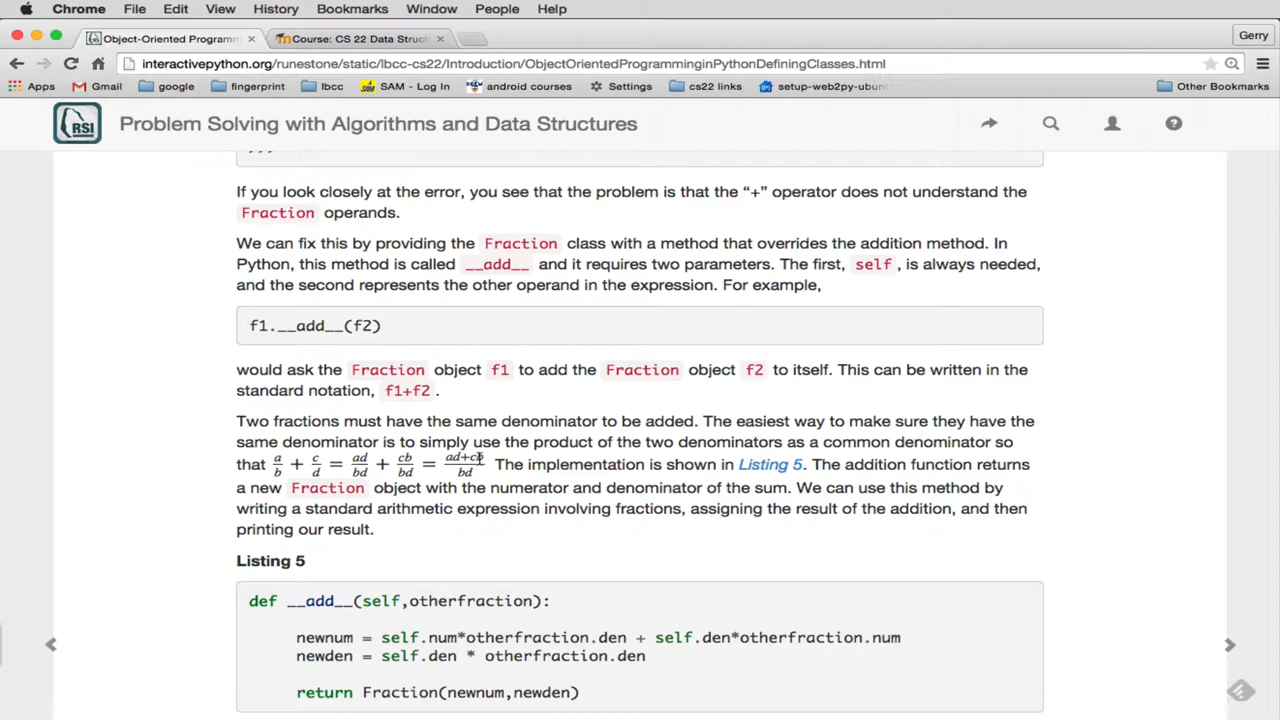 Chrome File Edit View History Bookmarks Window People Help
Object-Oriented Programm × Course: CS 22 Data Struct × Gerry
interactivepython.org/runestone/static/lbcc-cs22/Introduction/ObjectOrientedProgramminginPythonDefiningClasses.html
Apps Gmail google fingerprint lbcc SAM - Log In android courses Settings cs22 links setup-web2py-ubunt Other Bookmarks
RSI Problem Solving with Algorithms and Data Structures
If you look closely at the error, you see that the problem is that the “+” operator does not understand the
Fraction operands.
We can fix this by providing the Fraction class with a method that overrides the addition method. In
Python, this method is called __add__ and it requires two parameters. The first, self , is always needed,
and the second represents the other operand in the expression. For example,
f1.__add__(f2)
would ask the Fraction object f1 to add the Fraction object f2 to itself. This can be written in the
standard notation, f1+f2 .
Two fractions must have the same denominator to be added. The easiest way to make sure they have the
same denominator is to simply use the product of the two denominators as a common denominator so
that a/b + c/d = ad/bd + cb/bd = ad+cb/bd The implementation is shown in Listing 5. The addition function returns
a new Fraction object with the numerator and denominator of the sum. We can use this method by
writing a standard arithmetic expression involving fractions, assigning the result of the addition, and then
printing our result.
Listing 5
def __add__(self,otherfraction):
newnum = self.num*otherfraction.den + self.den*otherfraction.num
newden = self.den * otherfraction.den
return Fraction(newnum,newden)